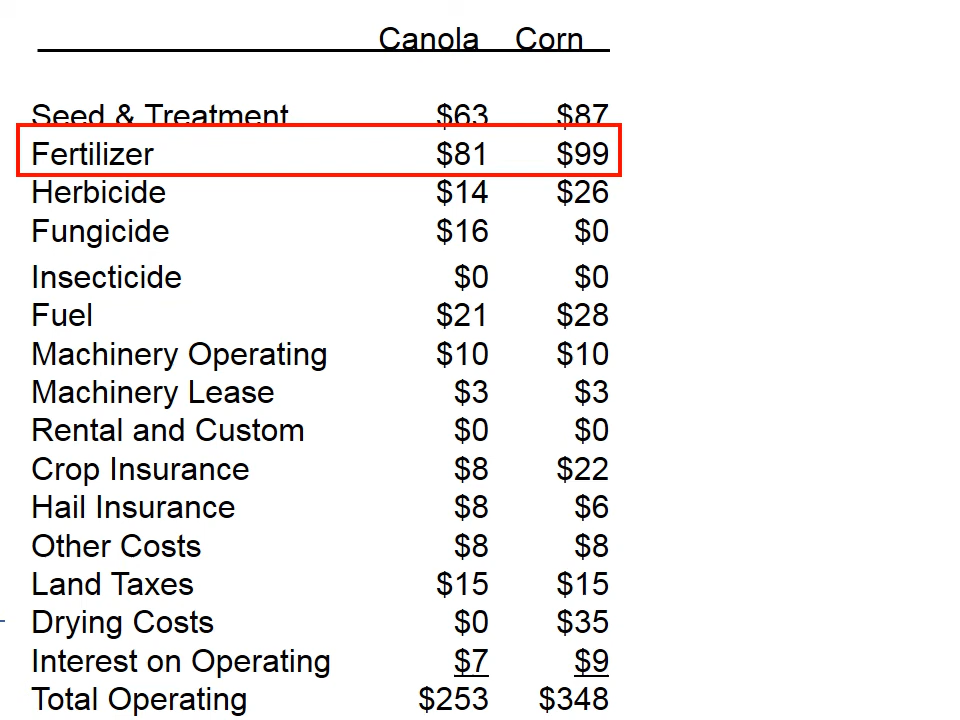 Canola Corn
Seed & Treatment $63 $87
Fertilizer $81 $99
Herbicide $14 $26
Fungicide $16 $0
Insecticide $0 $0
Fuel $21 $28
Machinery Operating $10 $10
Machinery Lease $3 $3
Rental and Custom $0 $0
Crop Insurance $8 $22
Hail Insurance $8 $6
Other Costs $8 $8
Land Taxes $15 $15
Drying Costs $0 $35
Interest on Operating $7 $9
Total Operating $253 $348